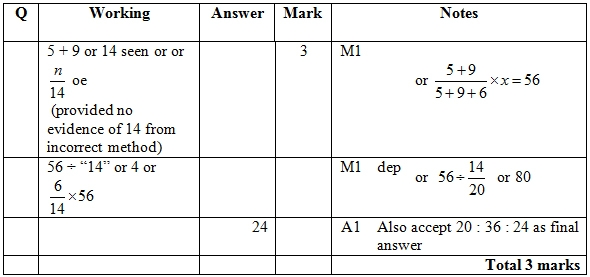 Q Working Answer Mark Notes
5 + 9 or 14 seen or or 3 M1
n/14 oe or (5+9)/(5+9+6) × x = 56
(provided no
evidence of 14 from
incorrect method)
56 ÷ “14” or 4 or M1 dep or 56 ÷ 14/20 or 80
6/14 × 56
24 A1 Also accept 20 : 36 : 24 as final
answer
Total 3 marks